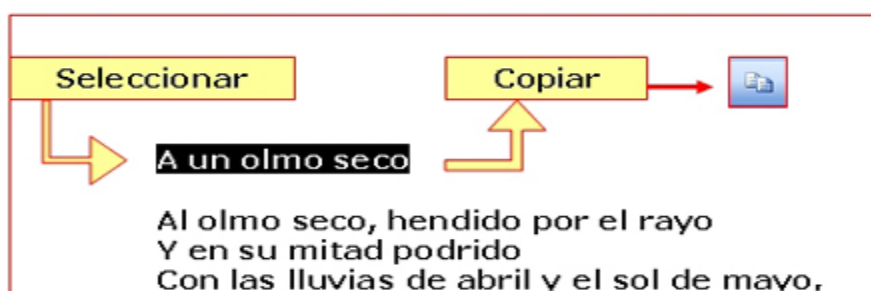 Seleccionar
Copiar
A un olmo seco
Al olmo seco, hendido por el rayo
Y en su mitad podrido
Con las lluvias de abril y el sol de mayo,